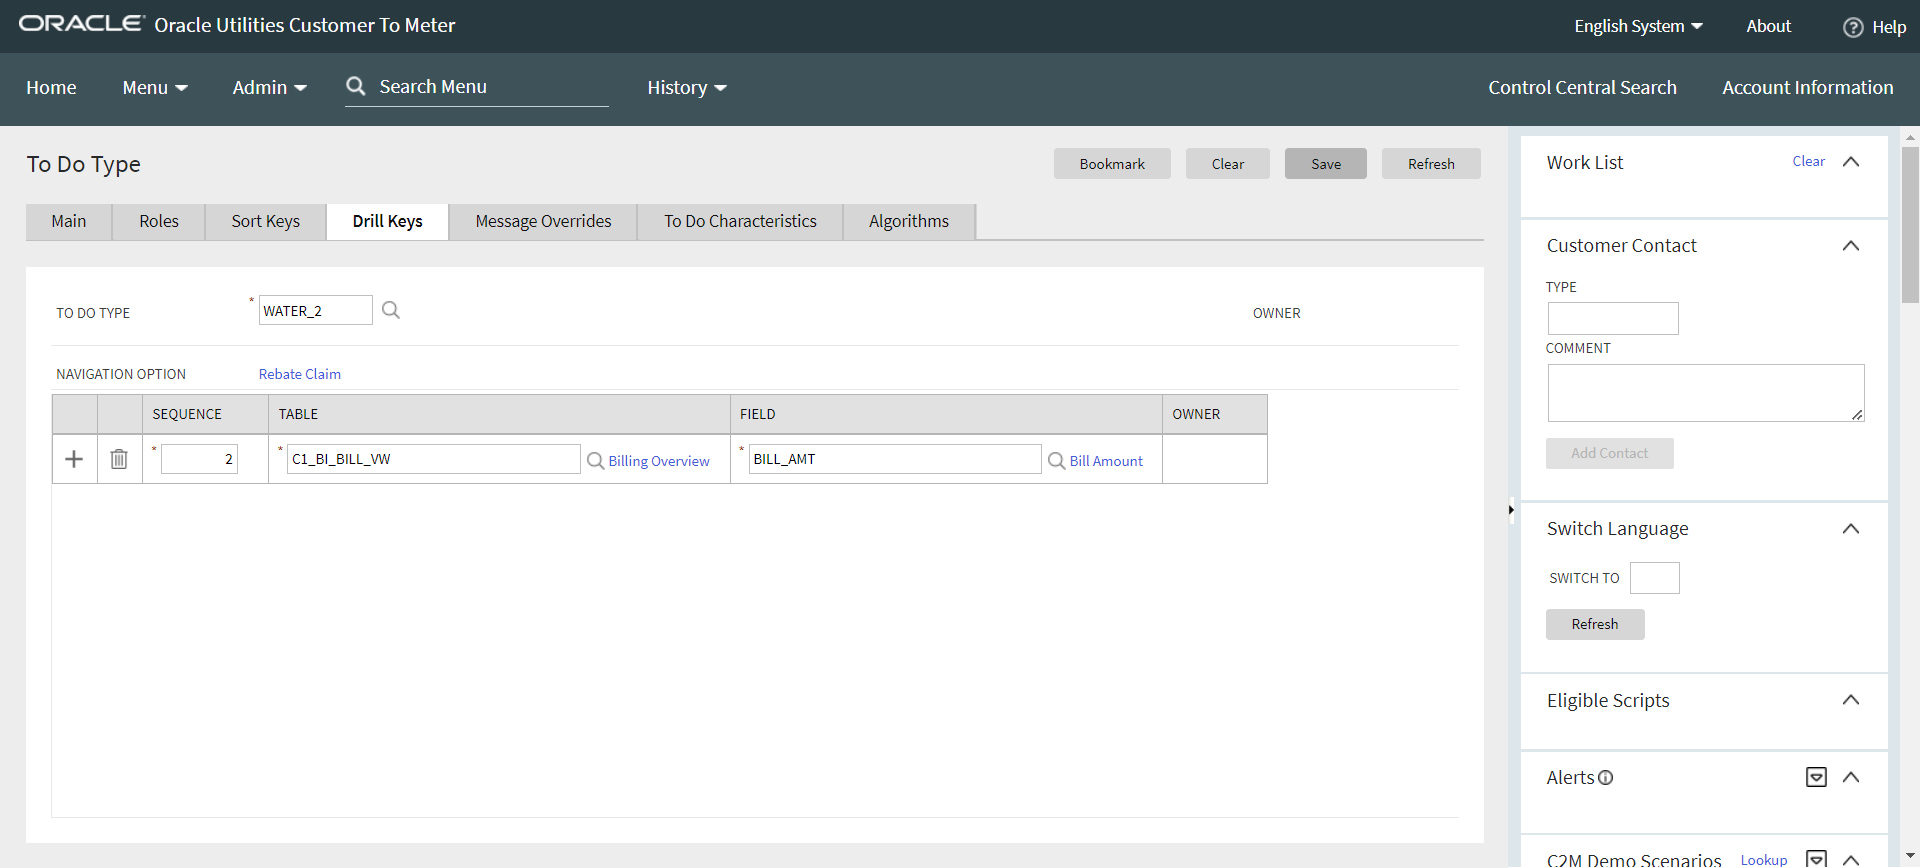 ORACLE Oracle Utilities Customer To Meter English System About Help
Home Menu Admin Search Menu History Control Central Search Account Information
To Do Type Bookmark Clear Save Refresh
Main Roles Sort Keys Drill Keys Message Overrides To Do Characteristics Algorithms
TO DO TYPE * WATER_2 OWNER
NAVIGATION OPTION Rebate Claim
SEQUENCE TABLE FIELD OWNER
* 2 * C1_BI_BILL_VW Billing Overview * BILL_AMT Bill Amount
Work List Clear
Customer Contact
TYPE
COMMENT
Add Contact
Switch Language
SWITCH TO
Refresh
Eligible Scripts
Alerts
C2M Demo Scenarios Lookup